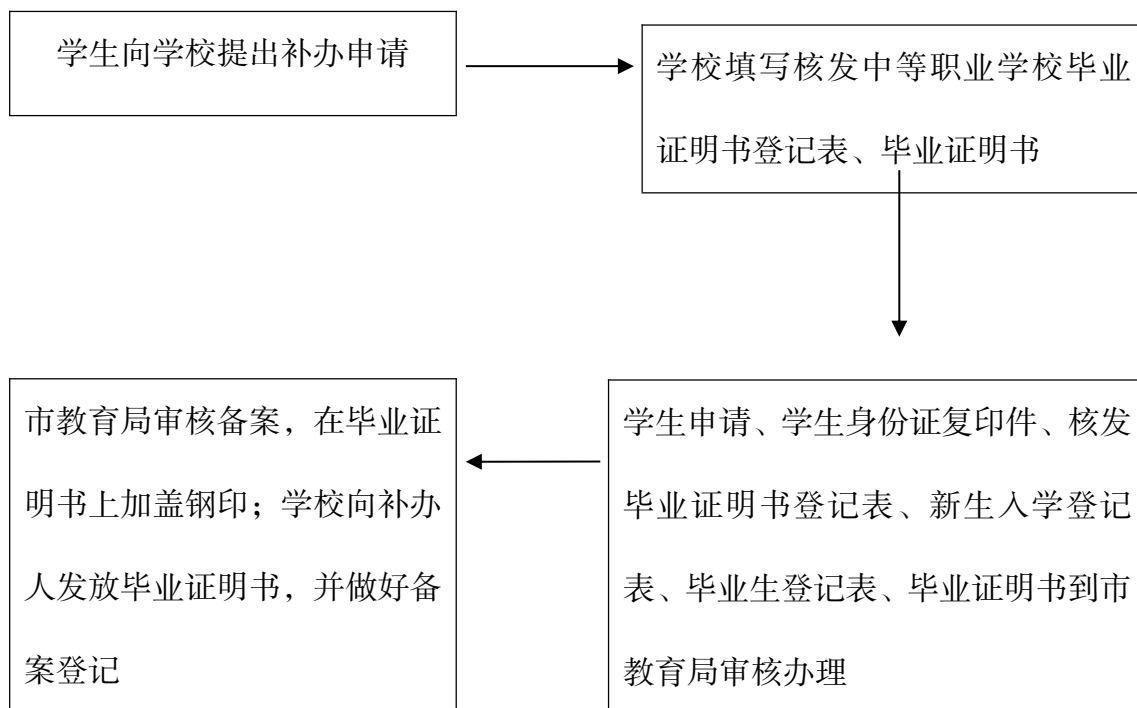 学生向学校提出补办申请
学校填写核发中等职业学校毕业
证明书登记表、毕业证明书
学生申请、学生身份证复印件、核发
毕业证明书登记表、新生入学登记
表、毕业生登记表、毕业证明书到市
教育局审核办理
市教育局审核备案，在毕业证
明书上加盖钢印；学校向补办
人发放毕业证明书，并做好备
案登记